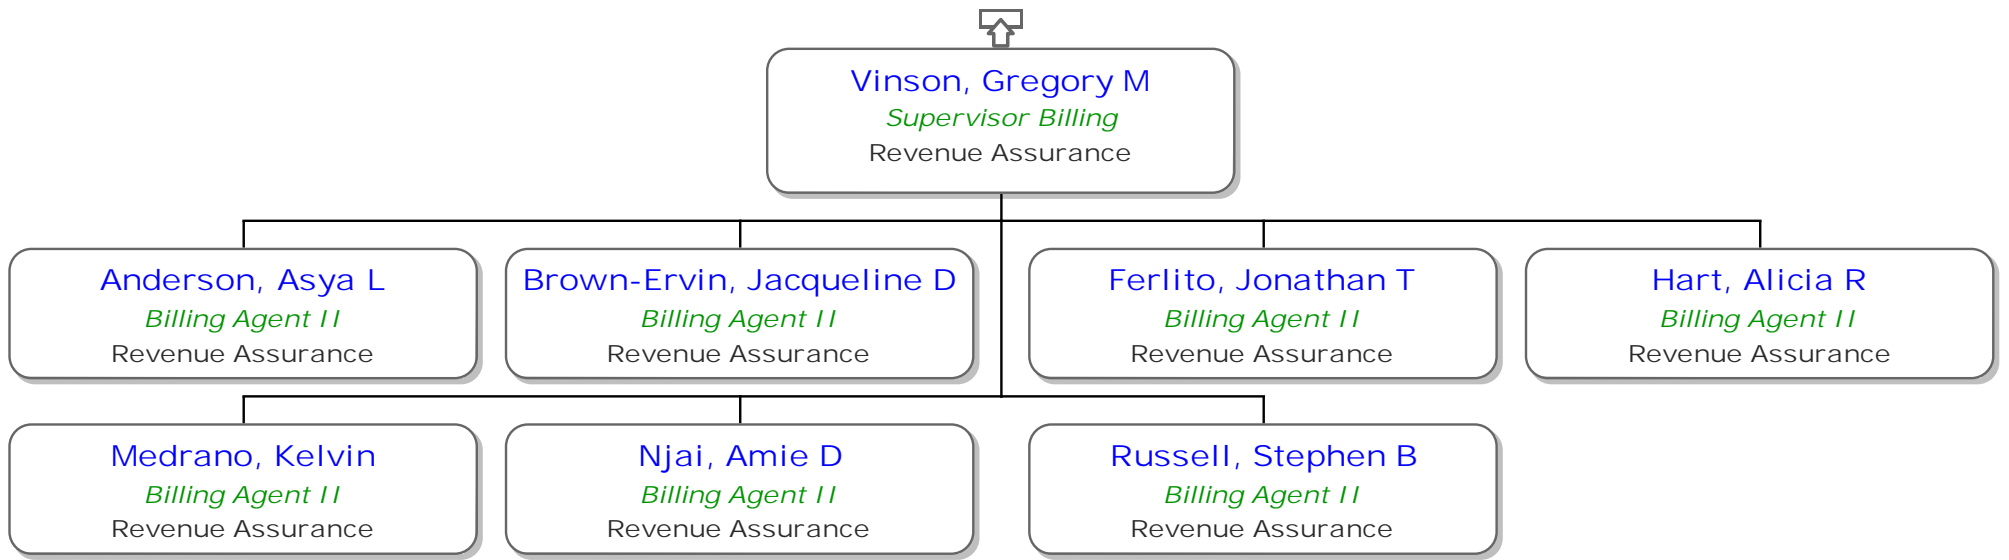 Vinson, Gregory M
Supervisor Billing
Revenue Assurance
Anderson, Asya L
Billing Agent II
Revenue Assurance
Brown-Ervin, Jacqueline D
Billing Agent II
Revenue Assurance
Ferlito, Jonathan T
Billing Agent II
Revenue Assurance
Hart, Alicia R
Billing Agent II
Revenue Assurance
Medrano, Kelvin
Billing Agent II
Revenue Assurance
Njai, Amie D
Billing Agent II
Revenue Assurance
Russell, Stephen B
Billing Agent II
Revenue Assurance